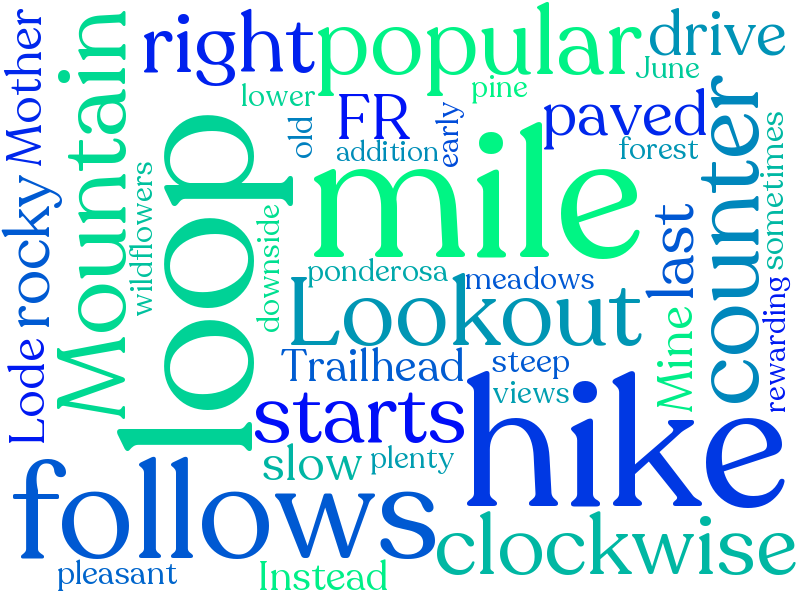 Mother
Mountain
right
popular
drive
June
lower
pine
old
FR
early
paved
addition
forest
rocky
wildflowers
loop
downside
mile
counter
sometimes
last
ponderosa
meadows
Lookout
Lode
Trailhead
steep
Mine
rewarding
views
starts
hike
slow
plenty
follows
clockwise
pleasant
Instead